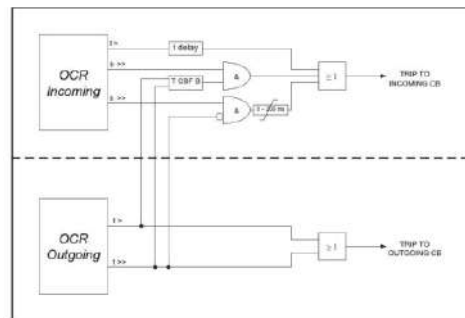 I >
t delay
OCR
Incoming
I >>
T CBF B
&
≥ 1
TRIP TO
INCOMING CB
I >>
&
OCR
Outgoing
I >
≥ 1
TRIP TO
OUTGOING CB
I >>